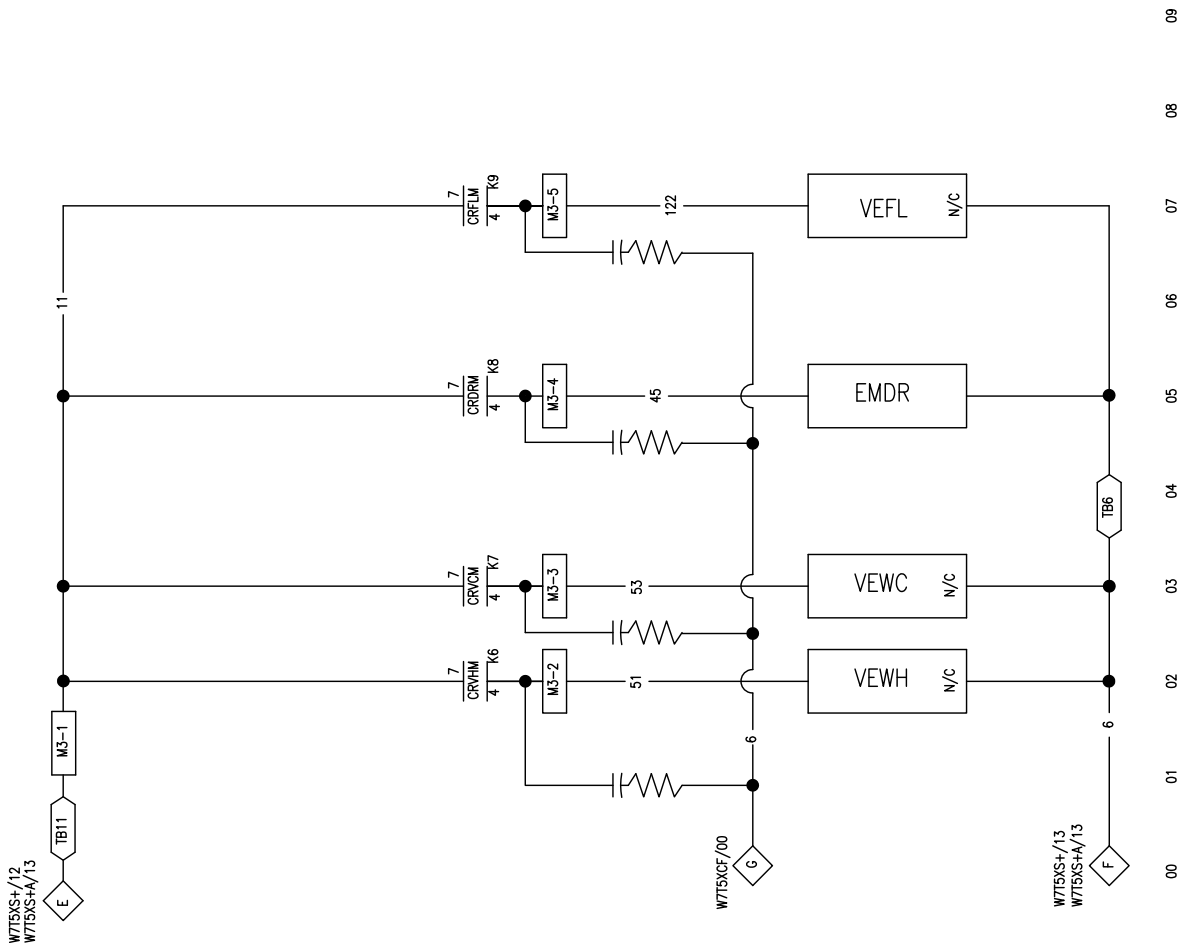 W7T5XS+/12
W7T5XS+A/13
E
TB11
M3-1
11
7
CRVHM
4
K6
M3-2
51
VEWH
N/C
7
CRVCM
4
K7
M3-3
53
VEWC
N/C
7
CRDRM
4
K8
M3-4
45
EMDR
7
CRFLM
4
K9
M3-5
122
VEFL
N/C
W7T5XCF/00
G
6
W7T5XS+/13
W7T5XS+A/13
F
6
TB6
00
01
02
03
04
05
06
07
08
09